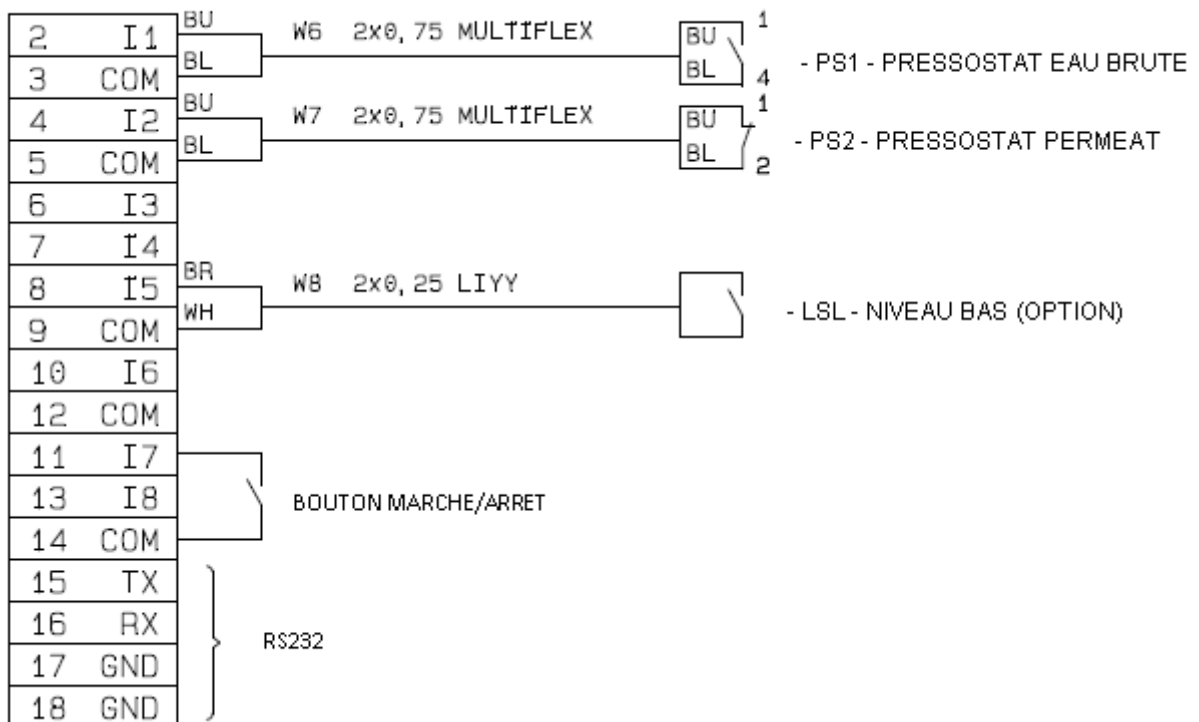 2 I1 BU W6 2x0,75 MULTIFLEX BU 1
3 COM BL BL 4 - PS1 - PRESSOSTAT EAU BRUTE
4 I2 BU W7 2x0,75 MULTIFLEX BU 1
5 COM BL BL 2 - PS2 - PRESSOSTAT PERMEAT
6 I3
7 I4
8 I5 BR W8 2x0,25 LIYY
9 COM WH - LSL - NIVEAU BAS (OPTION)
10 I6
12 COM
11 I7
13 I8 BOUTON MARCHE/ARRET
14 COM
15 TX
16 RX RS232
17 GND
18 GND